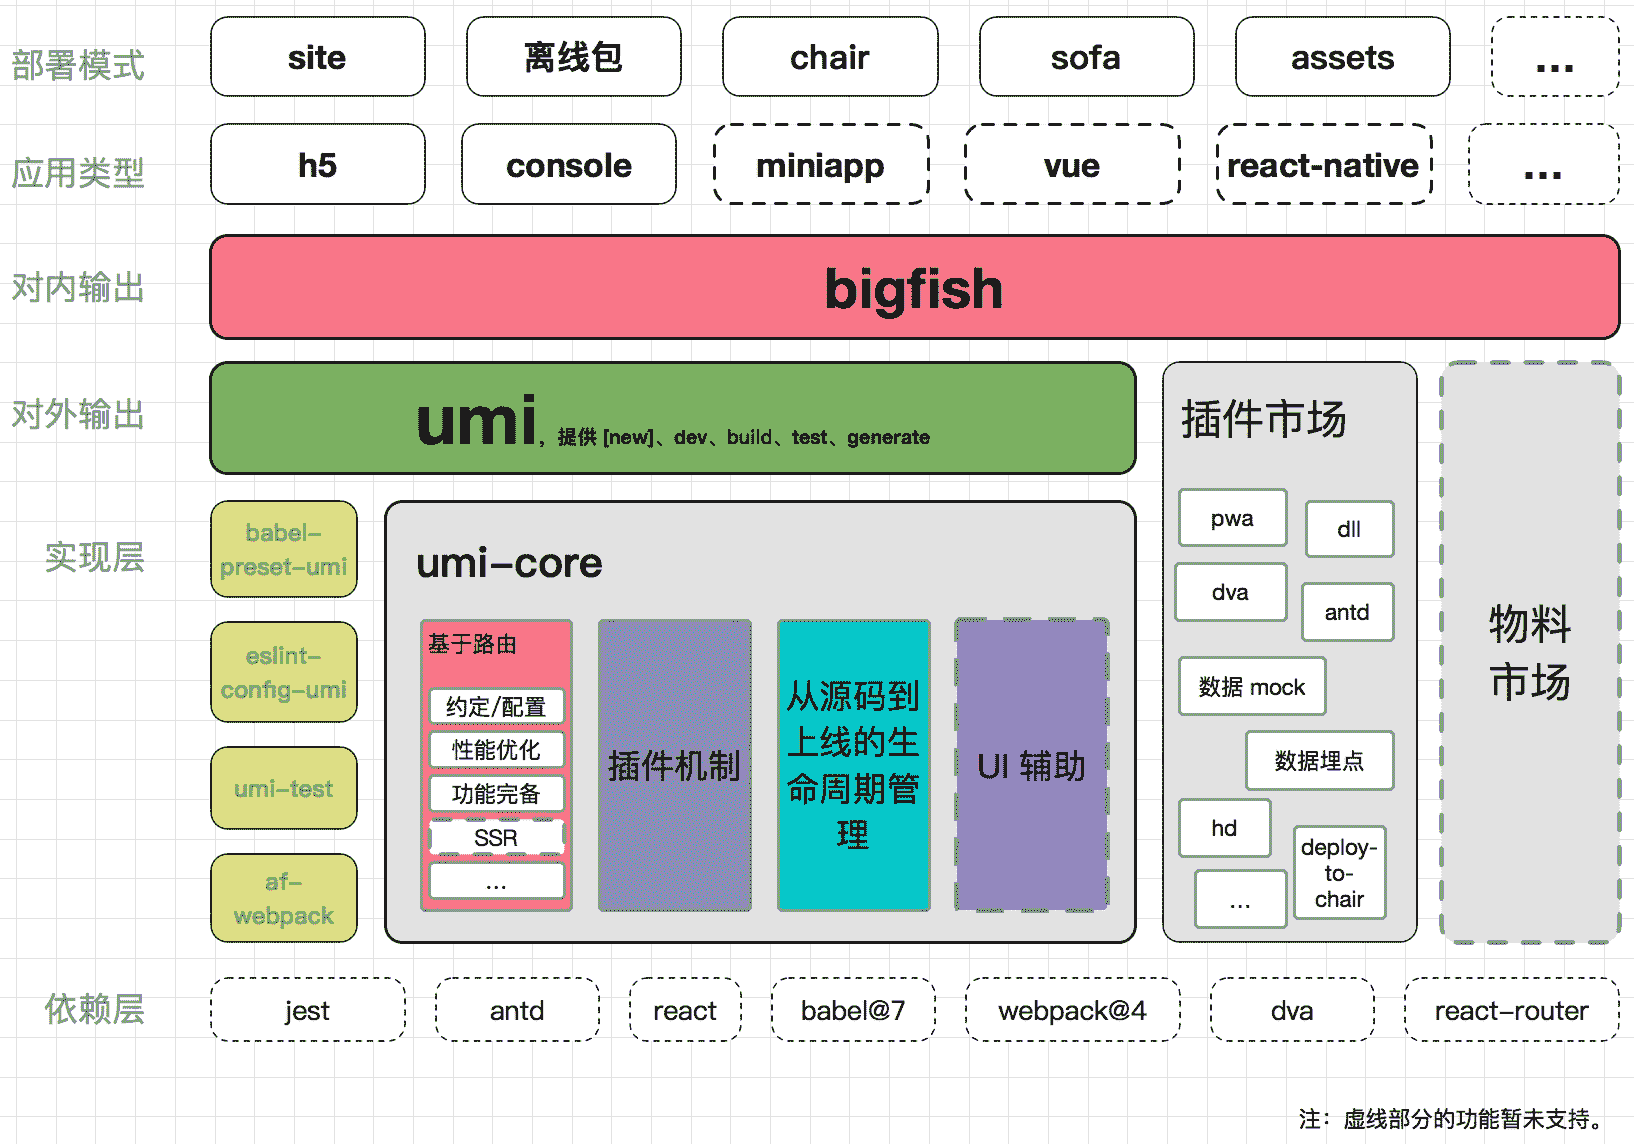 部署模式
site
离线包
chair
sofa
assets
...
应用类型
h5
console
miniapp
vue
react-native
...
对内输出
bigfish
对外输出
umi，提供 [new]、dev、build、test、generate
插件市场
pwa
dll
dva
antd
数据 mock
数据埋点
hd
deploy-
to-
chair
...
物料
市场
实现层
babel-
preset-umi
eslint-
config-umi
umi-test
af-
webpack
umi-core
基于路由
约定/配置
性能优化
功能完备
SSR
...
插件机制
从源码到
上线的生
命周期管
理
UI 辅助
依赖层
jest
antd
react
babel@7
webpack@4
dva
react-router
注：虚线部分的功能暂未支持。